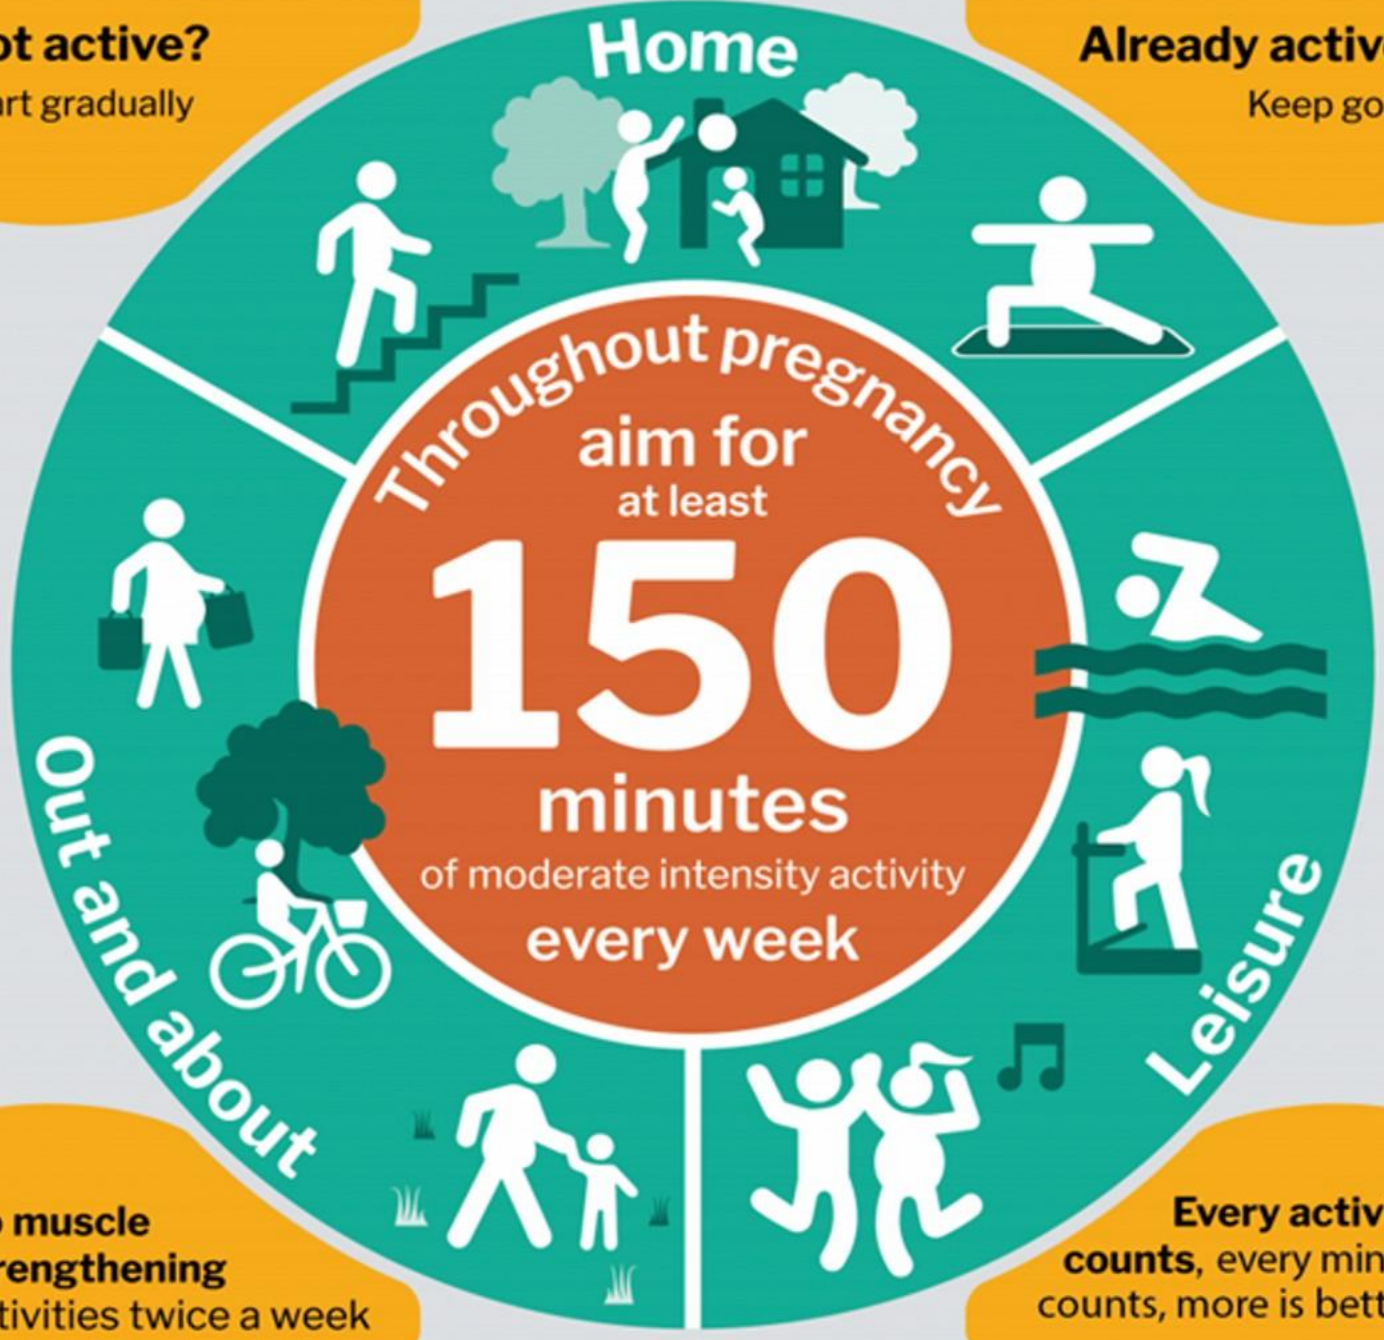 ot active?
art gradually
Home
Already activ
Keep go
Throughout pregnancy
aim for
at least
150
minutes
of moderate intensity activity
every week
Out and about
Leisure
muscle
rengthening
tivities twice a week
Every activ
counts, every min
counts, more is bett